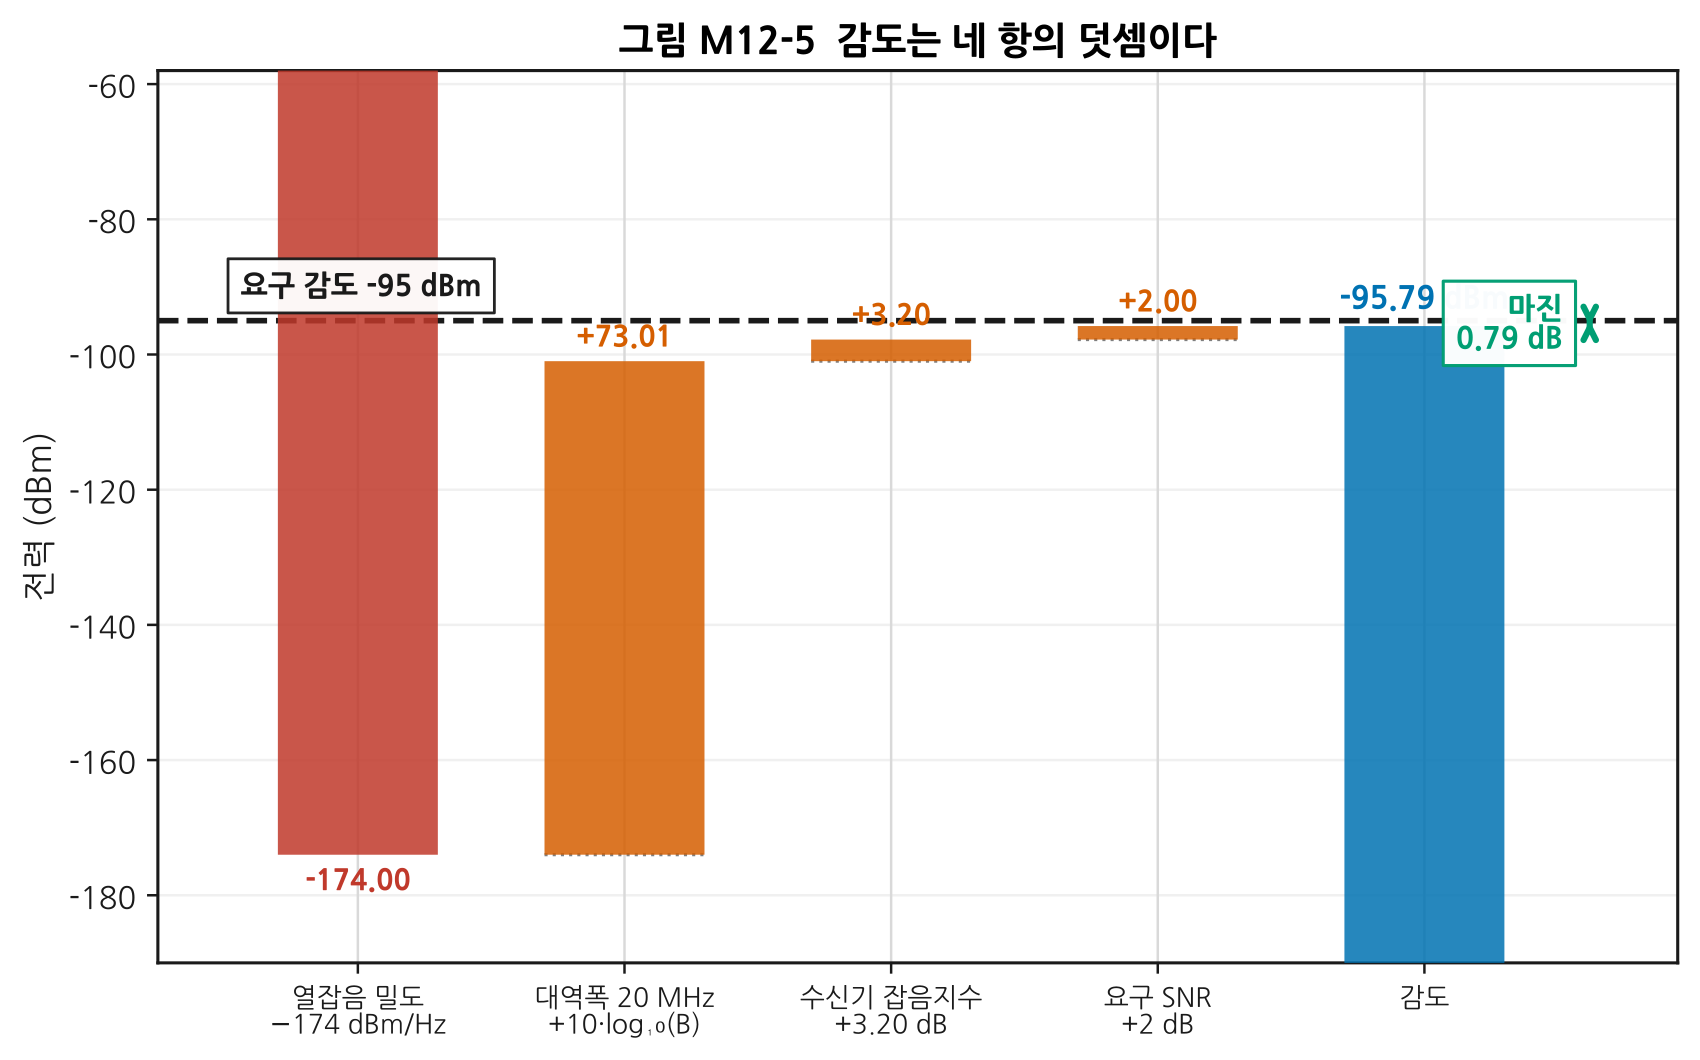 그림 M12-5 감도는 네 항의 덧셈이다
전력 (dBm)
-60
-80
-100
-120
-140
-160
-180
요구 감도 -95 dBm
-174.00
+73.01
+3.20
+2.00
-95.79 dBm
마진
0.79 dB
열잡음 밀도
−174 dBm/Hz
대역폭 20 MHz
+10·log₁₀(B)
수신기 잡음지수
+3.20 dB
요구 SNR
+2 dB
감도